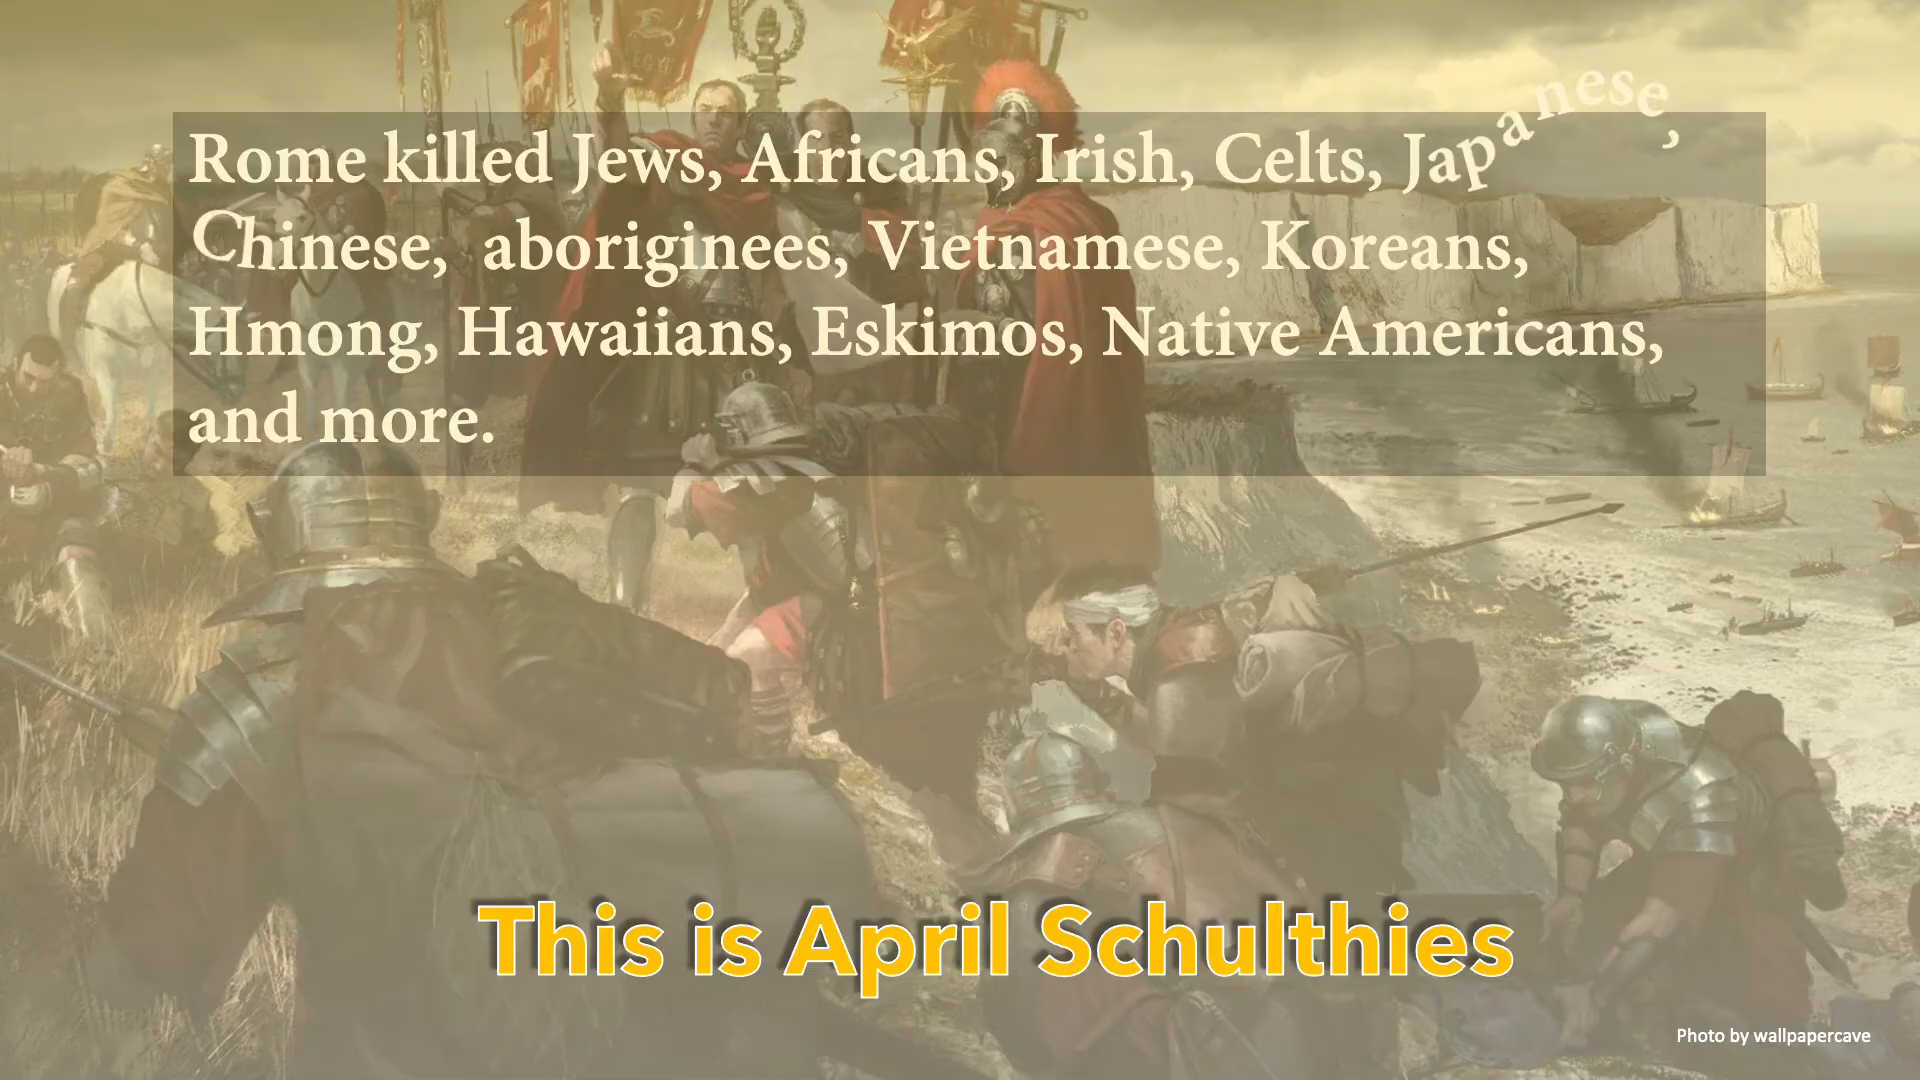 Rome killed Jews, Africans, Irish, Celts, Japanese,
Chinese, aboriginees, Vietnamese, Koreans,
Hmong, Hawaiians, Eskimos, Native Americans,
and more.
This is April Schulthies
Photo by wallpapercave